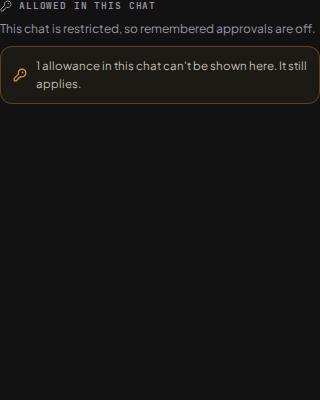 ALLOWED IN THIS CHAT
This chat is restricted, so remembered approvals are off.
1 allowance in this chat can't be shown here. It still
applies.